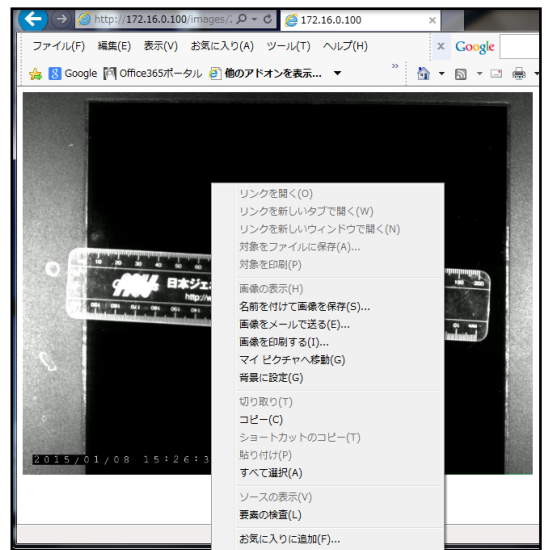 http://172.16.0.100/images/
172.16.0.100
ファイル(F) 編集(E) 表示(V) お気に入り(A) ツール(T) ヘルプ(H)
x Google
Google Office365ポータル 他のアドオンを表示...
リンクを開く(O)
リンクを新しいタブで開く(W)
リンクを新しいウィンドウで開く(N)
対象をファイルに保存(A)...
対象を印刷(P)
画像の表示(H)
名前を付けて画像を保存(S)...
画像をメールで送る(E)...
画像を印刷する(I)...
マイ ピクチャへ移動(G)
背景に設定(G)
切り取り(T)
コピー(C)
ショートカットのコピー(T)
貼り付け(P)
すべて選択(A)
ソースの表示(V)
要素の検査(L)
お気に入りに追加(F)...
日本ジェ
http://w
2015/01/08 15:26:3